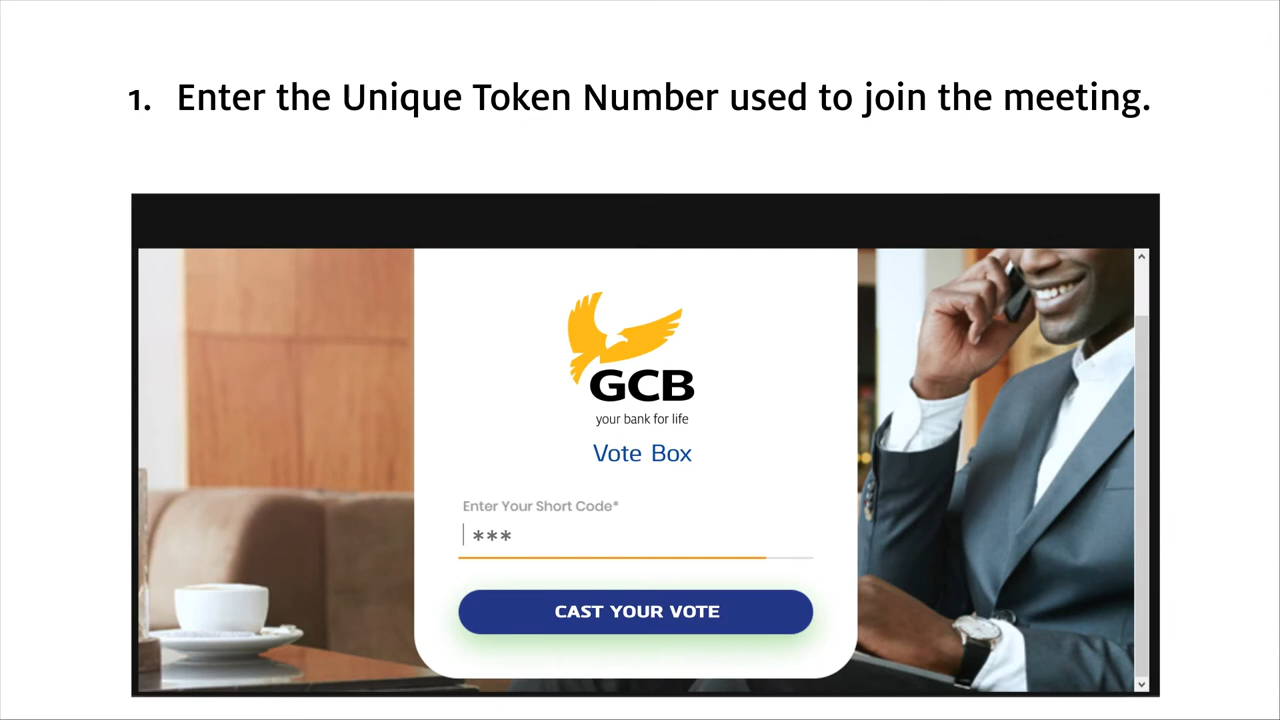 1. Enter the Unique Token Number used to join the meeting.
GCB
your bank for life
Vote Box
Enter Your Short Code*
***
CAST YOUR VOTE